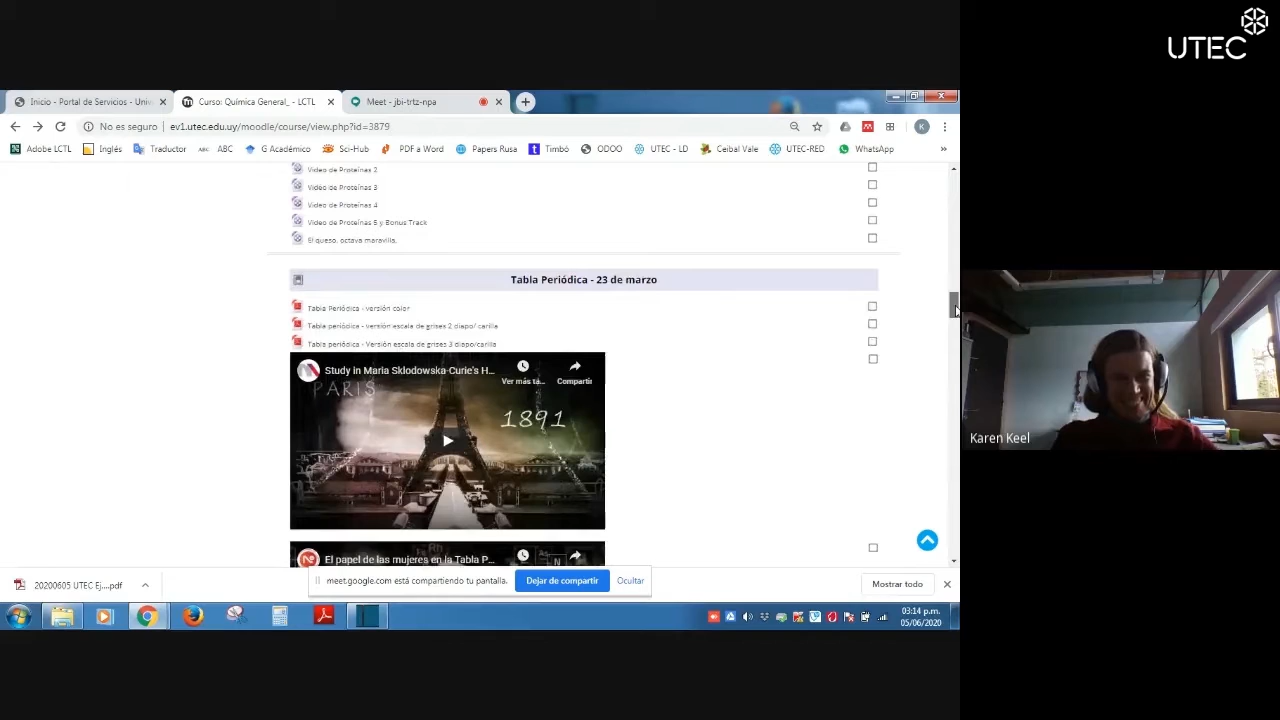 UTEC
Inicio - Portal de Servicios - Univ
Curso: Química General_ - LCTL
Meet - jbi-trtz-npa
No es seguro
ev1.utec.edu.uy/moodle/course/view.php?id=3879
Adobe LCTL
Inglés
Traductor
ABC
G Académico
Sci-Hub
PDF a Word
Papers Rusa
Timbó
ODOO
UTEC - LD
Ceibal Vale
UTEC-RED
WhatsApp
»
Video de Proteínas 2
Video de Proteínas 3
Video de Proteínas 4
Video de Proteínas 6 y Bonus Track
El queso, octava maravilla.
Tabla Periódica - 23 de marzo
Tabla Periódica - versión color
Tabla periódica - versión escala de grises 2 diapo/ carilla
Tabla periódica - Versión escala de grises 3 diapo/carilla
Study in Maria Skłodowska-Curie's H...
Ver más ta...
Compartir
PARIS
1891
El papel de las mujeres en la Tabla P...
Karen Keel
20200605 UTEC Ej....pdf
meet.google.com está compartiendo tu pantalla.
Dejar de compartir
Ocultar
Mostrar todo
03:14 p.m.
05/06/2020